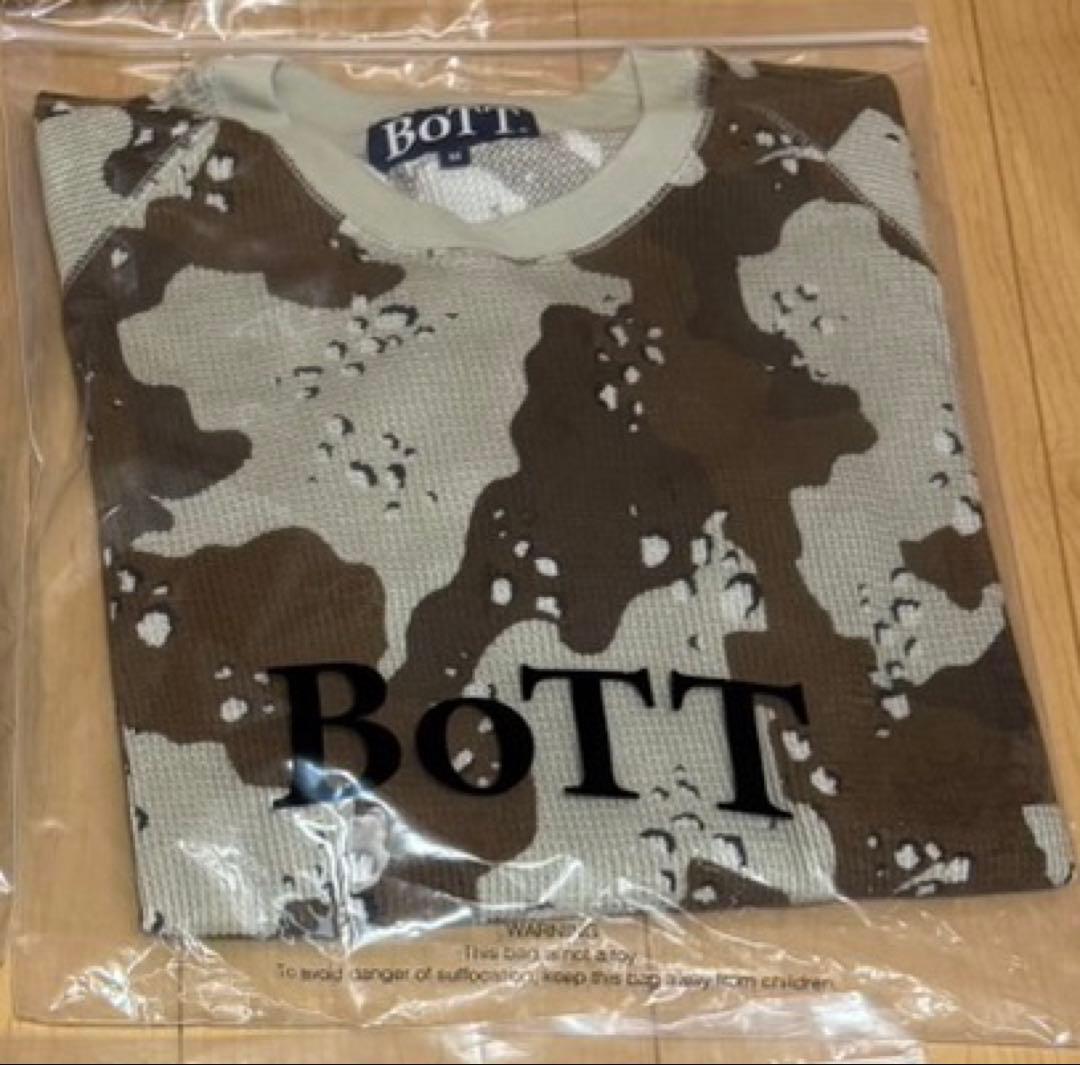 BoTT
M
BoTT
WARNING
This bag is not a toy
To avoid danger of suffocation, keep this bag away from children.